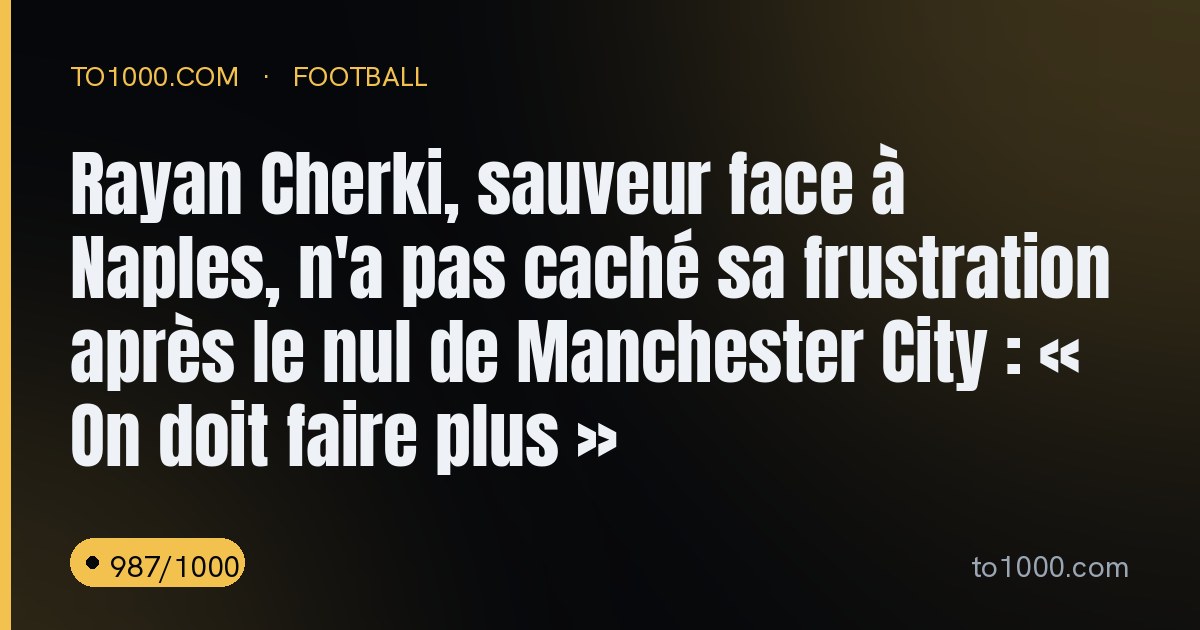 TO1000.COM · FOOTBALL
Rayan Cherki, sauveur face à
Naples, n'a pas caché sa frustration
après le nul de Manchester City : «
On doit faire plus »
987/1000
to1000.com